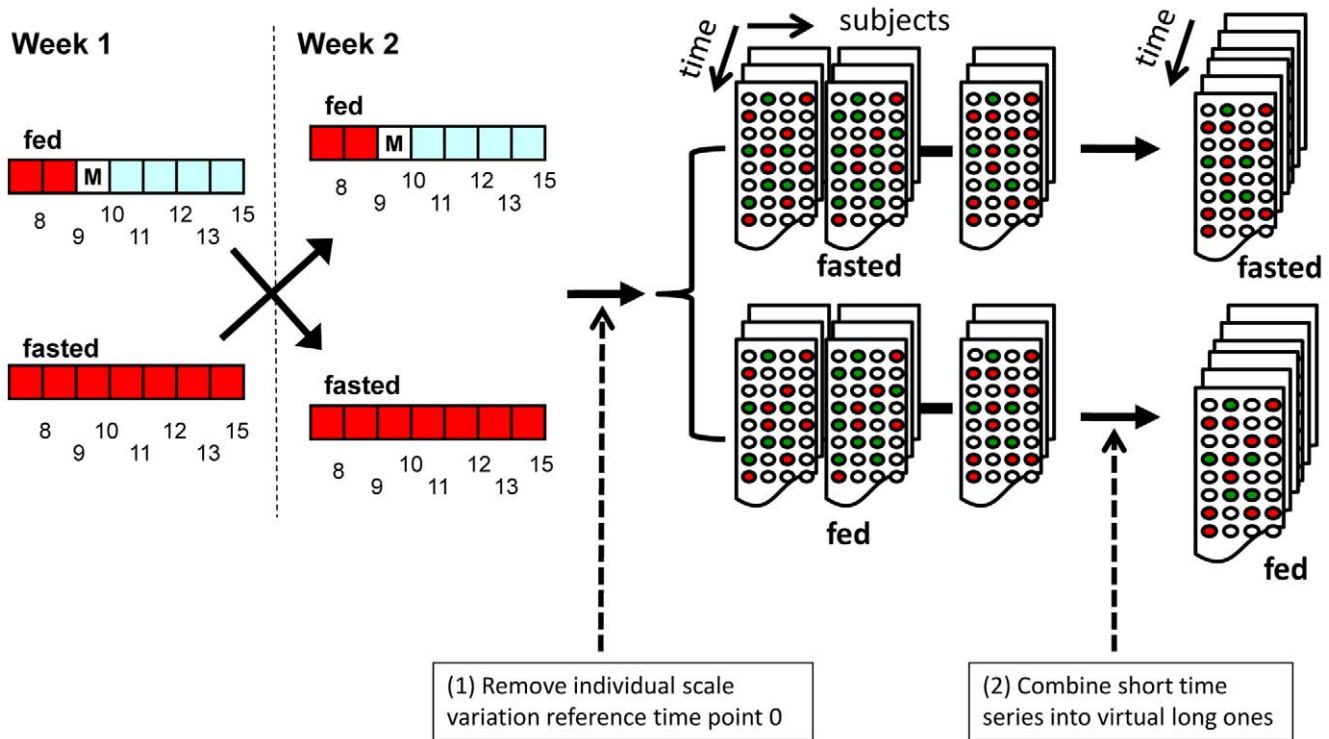 Week 1
Week 2
fed
M
8 10 12 15
9 11 13
fasted
8 10 12 15
9 11 13
fed
M
8 10 12 15
9 11 13
fasted
8 10 12 15
9 11 13
time
subjects
fasted
fed
time
fasted
fed
(1) Remove individual scale
variation reference time point 0
(2) Combine short time
series into virtual long ones